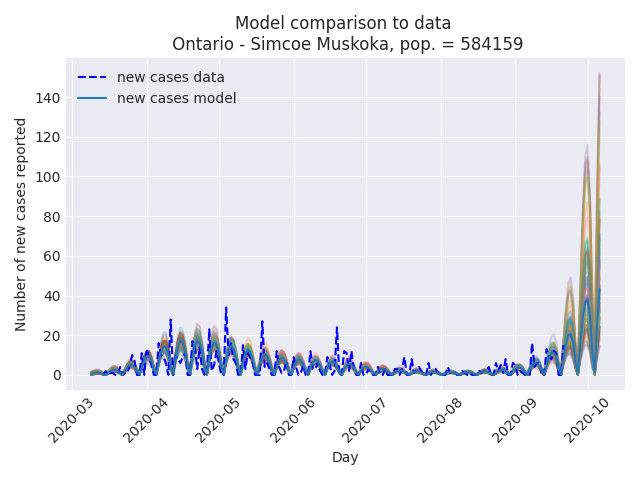 Model comparison to data
Ontario - Simcoe Muskoka, pop. = 584159
new cases data
new cases model
Number of new cases reported
140
120
100
80
60
40
20
0
2020-03
2020-04
2020-05
2020-06
2020-07
2020-08
2020-09
2020-10
Day